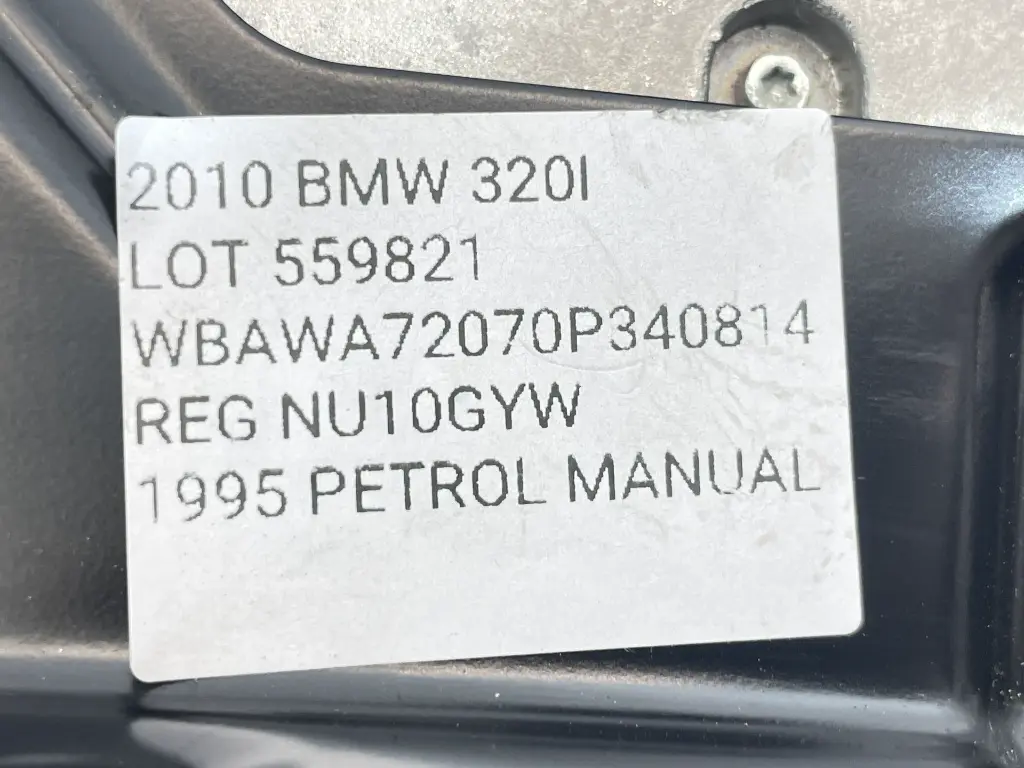 2010 BMW 320I
LOT 559821
WBAWA72070P340814
REG NU10GYW
1995 PETROL MANUAL